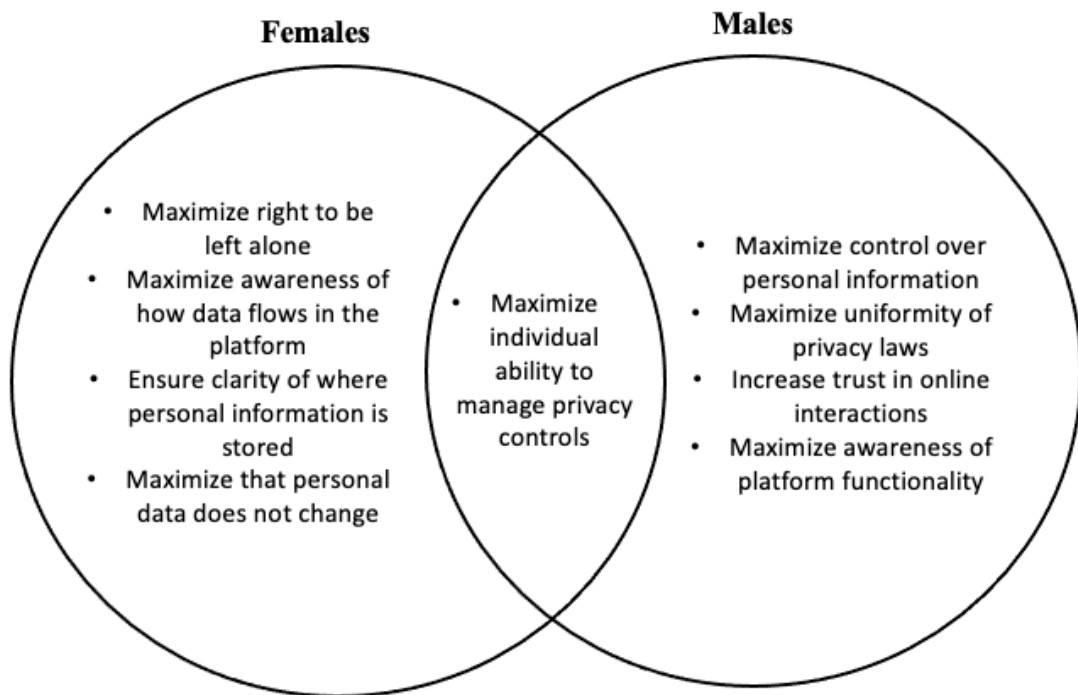 Females
Males
• Maximize right to be
left alone
• Maximize awareness of
how data flows in the
platform
• Ensure clarity of where
personal information is
stored
• Maximize that personal
data does not change
• Maximize
individual
ability to
manage privacy
controls
• Maximize control over
personal information
• Maximize uniformity of
privacy laws
• Increase trust in online
interactions
• Maximize awareness of
platform functionality